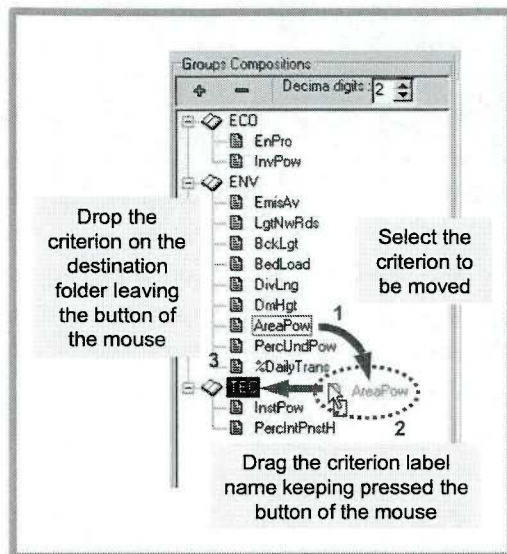 Groups Compositions
+ - Decima digits: 2
ECO
EnPro
InvPow
ENV
EmisAv
LgtNwRds
BckLgt
BedLoad
DivLng
DmHgt
AreaPow
PercUndPow
%DailyTrans
TEC
InstPow
PercIntPnstH
Drop the
criterion on the
destination
folder leaving
the button of
the mouse
Select the
criterion to
be moved
1
AreaPow
2
3
Drag the criterion label
name keeping pressed the
button of the mouse